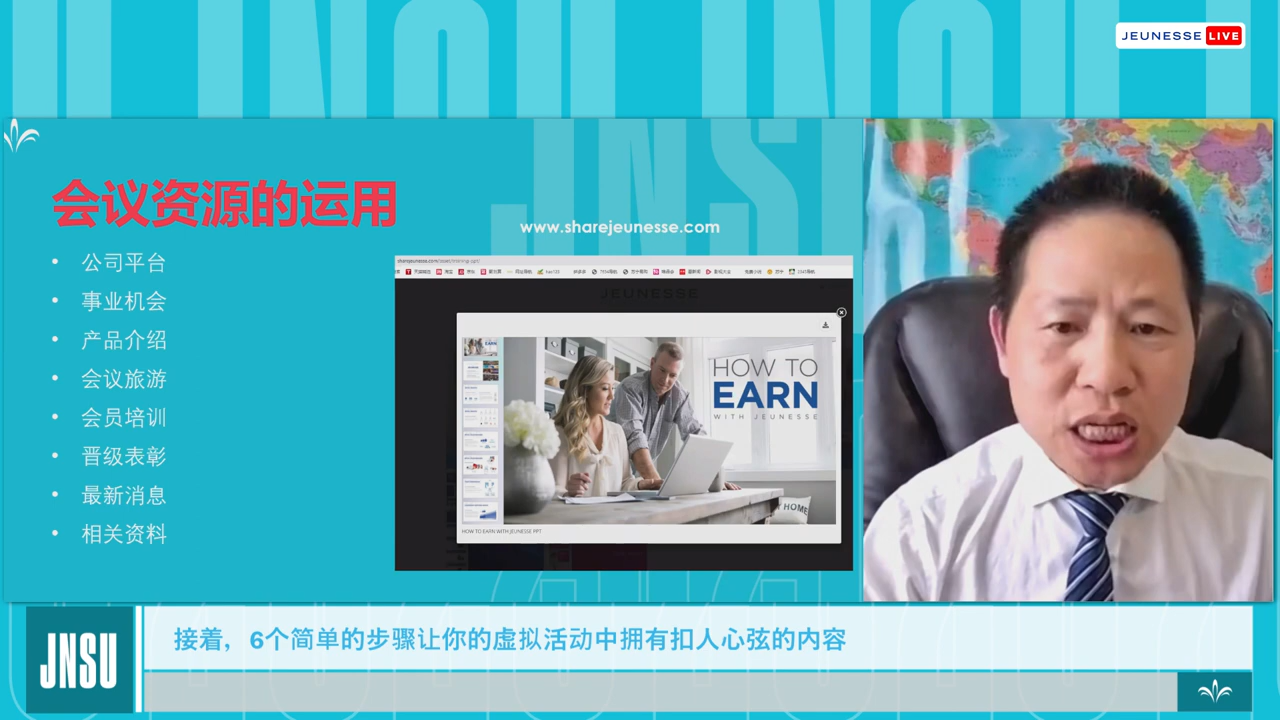 JEUNESSE LIVE
会议资源的运用
www.sharejeunesse.com
• 公司平台
• 事业机会
• 产品介绍
• 会议旅游
• 会员培训
• 晋级表彰
• 最新消息
• 相关资料
JEUNESSE
HOW TO
EARN
WITH JEUNESSE
HOME
HOW TO EARN WITH JEUNESSE PPT
JNSU
接着，6个简单的步骤让你的虚拟活动中拥有扣人心弦的内容